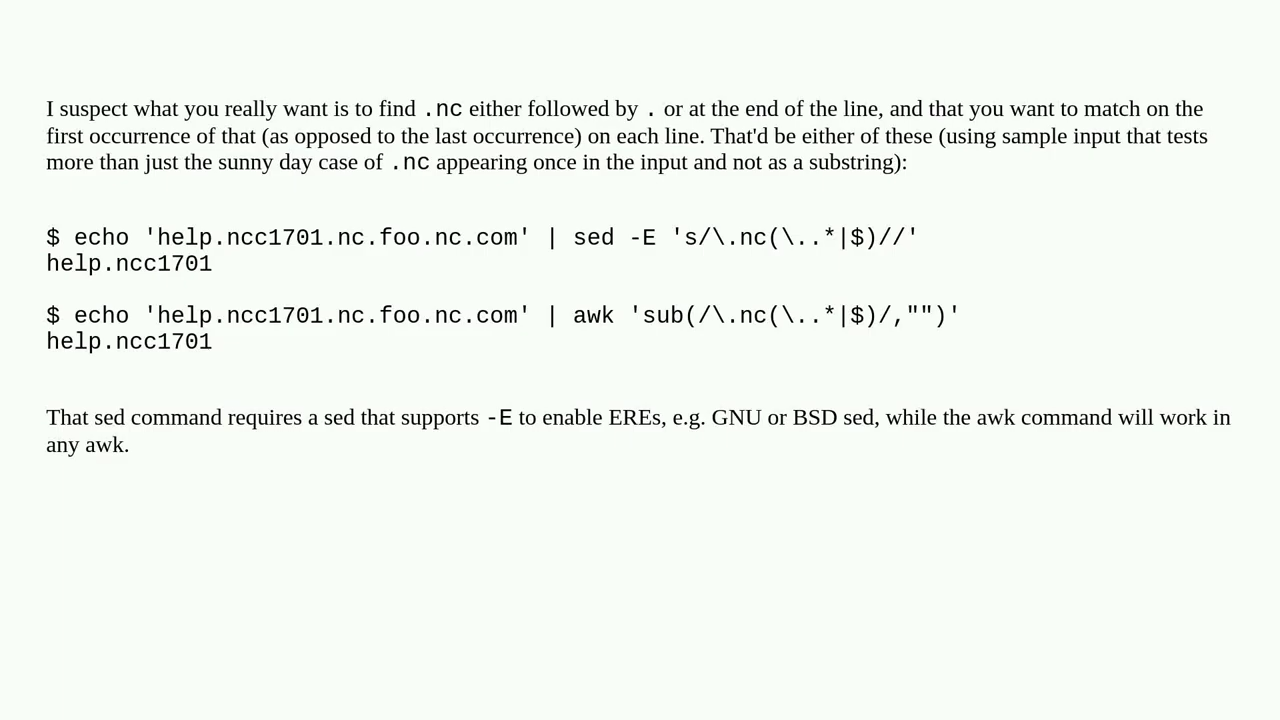 I suspect what you really want is to find .nc either followed by . or at the end of the line, and that you want to match on the
first occurrence of that (as opposed to the last occurrence) on each line. That'd be either of these (using sample input that tests
more than just the sunny day case of .nc appearing once in the input and not as a substring):
$ echo 'help.ncc1701.nc.foo.nc.com' | sed -E 's/\.nc(\..*|$)//'
help.ncc1701
$ echo 'help.ncc1701.nc.foo.nc.com' | awk 'sub(/\.nc(\..*|$)/,"")'
help.ncc1701
That sed command requires a sed that supports -E to enable EREs, e.g. GNU or BSD sed, while the awk command will work in
any awk.